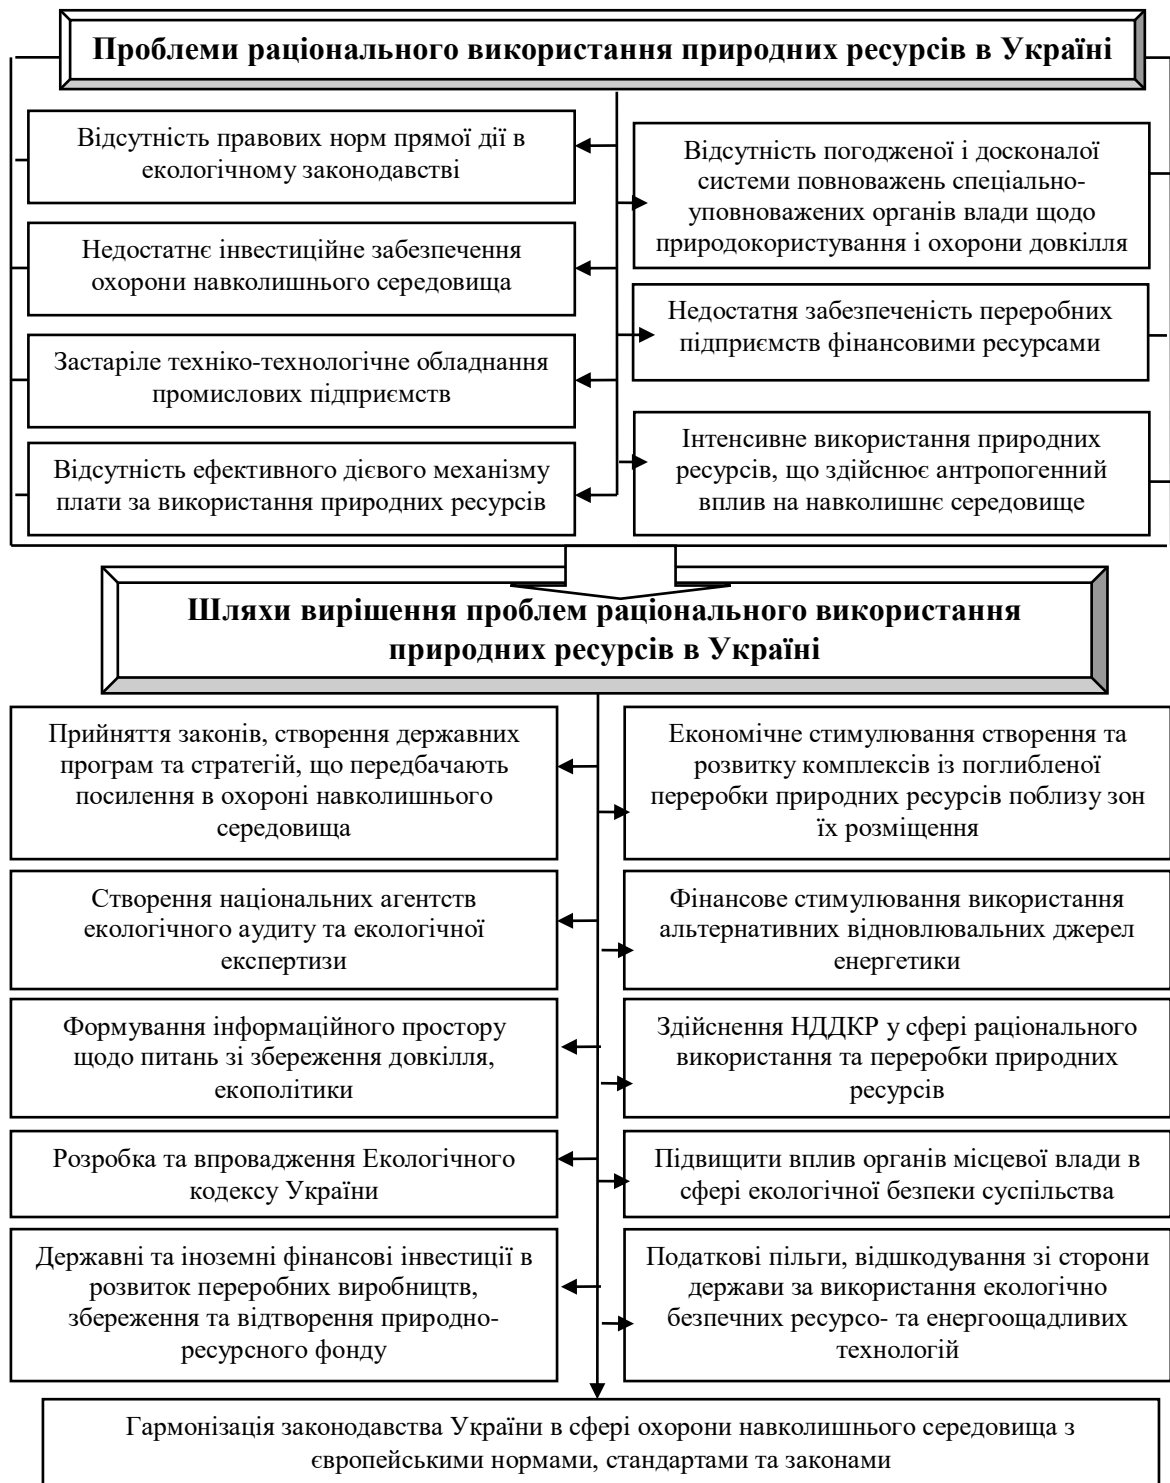 Проблеми раціонального використання природних ресурсів в Україні
Відсутність правових норм прямої дії в
екологічному законодавстві
Недостатнє інвестиційне забезпечення
охорони навколишнього середовища
Застаріле техніко-технологічне обладнання
промислових підприємств
Відсутність ефективного дієвого механізму
плати за використання природних ресурсів
Відсутність погодженої і досконалої
системи повноважень спеціально-
уповноважених органів влади щодо
природокористування і охорони довкілля
Недостатня забезпеченість переробних
підприємств фінансовими ресурсами
Інтенсивне використання природних
ресурсів, що здійснює антропогенний
вплив на навколишнє середовище
Шляхи вирішення проблем раціонального використання
природних ресурсів в Україні
Прийняття законів, створення державних
програм та стратегій, що передбачають
посилення в охороні навколишнього
середовища
Створення національних агентств
екологічного аудиту та екологічної
експертизи
Формування інформаційного простору
щодо питань зі збереження довкілля,
екополітики
Розробка та впровадження Екологічного
кодексу України
Державні та іноземні фінансові інвестиції в
розвиток переробних виробництв,
збереження та відтворення природно-
ресурсного фонду
Економічне стимулювання створення та
розвитку комплексів із поглибленої
переробки природних ресурсів поблизу зон
їх розміщення
Фінансове стимулювання використання
альтернативних відновлювальних джерел
енергетики
Здійснення НДДКР у сфері раціонального
використання та переробки природних
ресурсів
Підвищити вплив органів місцевої влади в
сфері екологічної безпеки суспільства
Податкові пільги, відшкодування зі сторони
держави за використання екологічно
безпечних ресурсо- та енергоощадливих
технологій
Гармонізація законодавства України в сфері охорони навколишнього середовища з
європейськими нормами, стандартами та законами